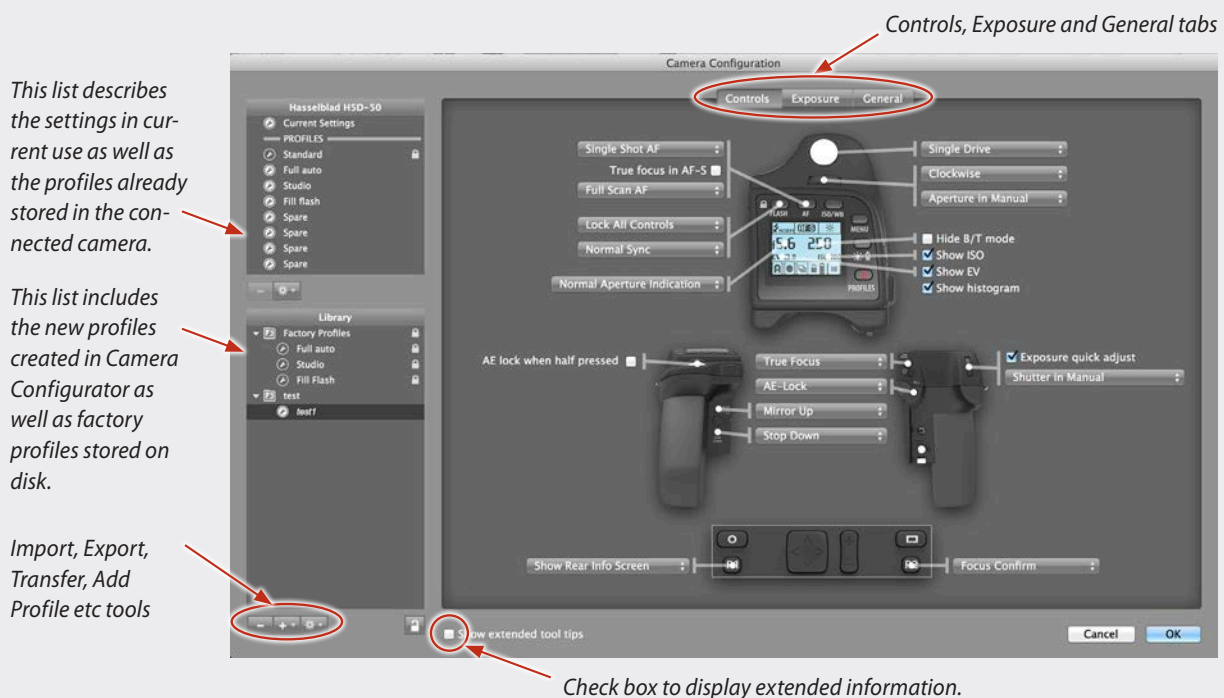 Controls, Exposure and General tabs
This list describes
the settings in cur-
rent use as well as
the profiles already
stored in the con-
nected camera.
This list includes
the new profiles
created in Camera
Configurator as
well as factory
profiles stored on
disk.
Import, Export,
Transfer, Add
Profile etc tools
Camera Configuration
Hasselblad H5D-50
Current Settings
PROFILES
Standard
Full auto
Studio
Fill flash
Spare
Spare
Spare
Spare
Library
Factory Profiles
Full auto
Studio
Fill Flash
test
test1
Controls Exposure General
Single Shot AF
True focus in AF-S
Full Scan AF
Lock All Controls
Normal Sync
Normal Aperture Indication
Single Drive
Clockwise
Aperture in Manual
Hide B/T mode
Show ISO
Show EV
Show histogram
FLASH AF ISO/WB
MENU
5.6 250
PROFILES
AE lock when half pressed
True Focus
AE-Lock
Mirror Up
Stop Down
Exposure quick adjust
Shutter in Manual
Show Rear Info Screen
Focus Confirm
Show extended tool tips
Cancel OK
Check box to display extended information.